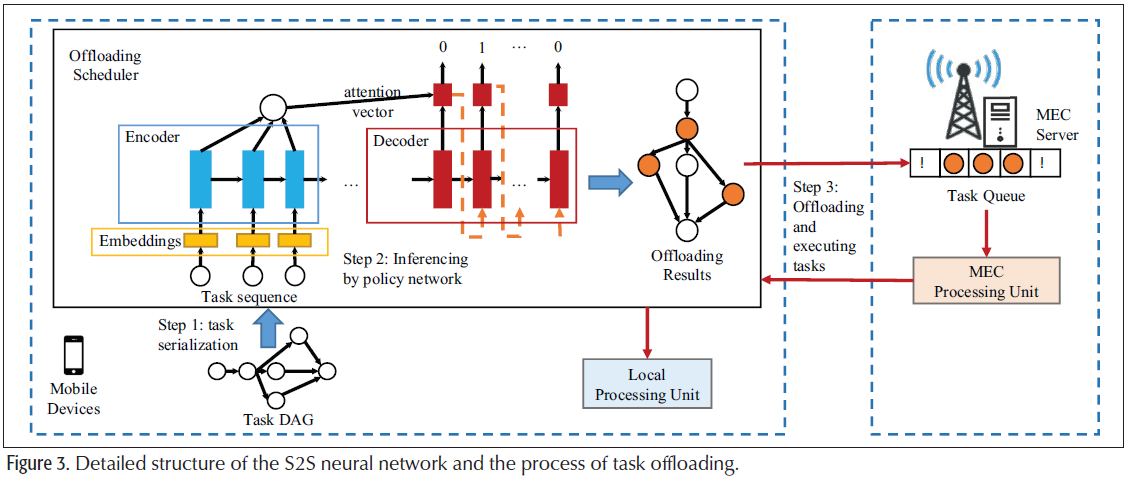 Offloading
Scheduler
0 1 ... 0
attention
vector
Encoder
Decoder
...
...
Embeddings
Task sequence
Step 2: Inferencing
by policy network
Offloading
Results
Step 1: task
serialization
Mobile
Devices
Task DAG
Local
Processing Unit
Step 3:
Offloading
and
executing
tasks
MEC
Server
! !
Task Queue
MEC
Processing Unit
Figure 3. Detailed structure of the S2S neural network and the process of task offloading.